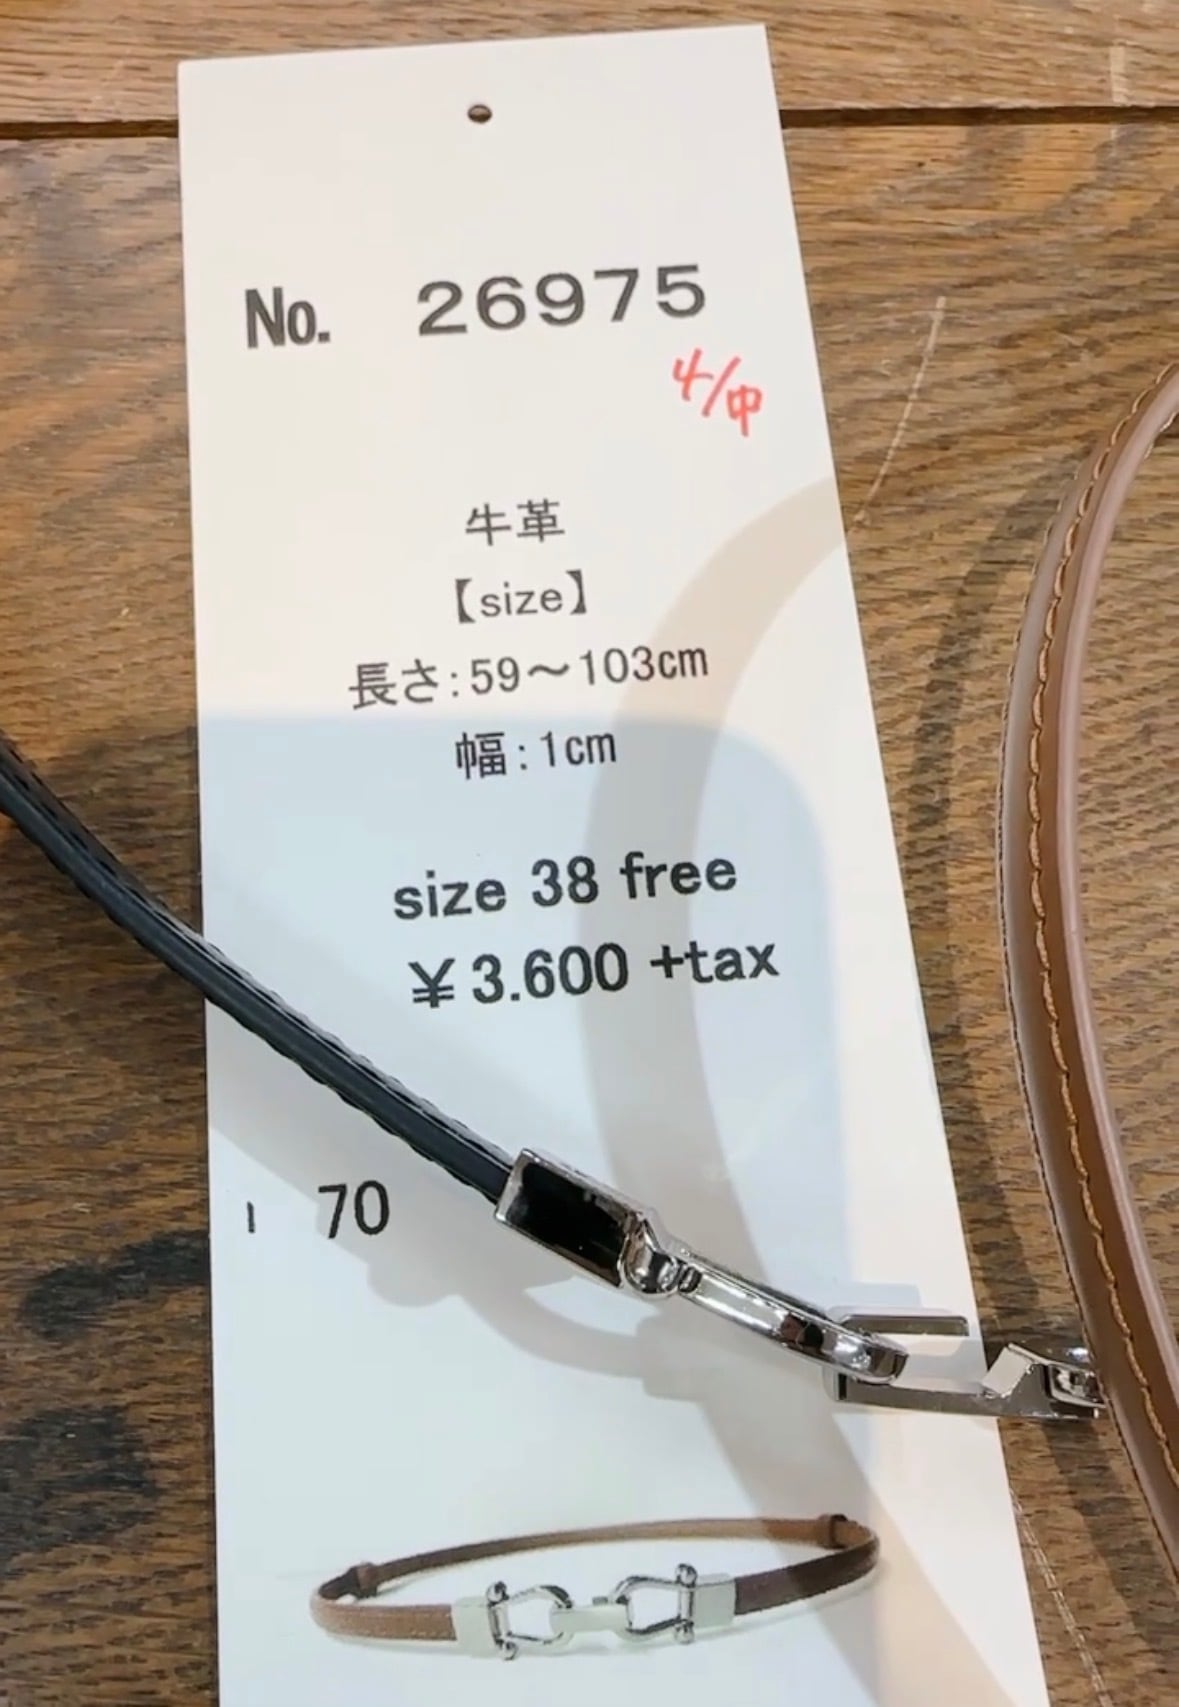 No. 26975
4/中
牛革
【size】
長さ:59～103cm
幅:1cm
size 38 free
¥3.600 +tax
70